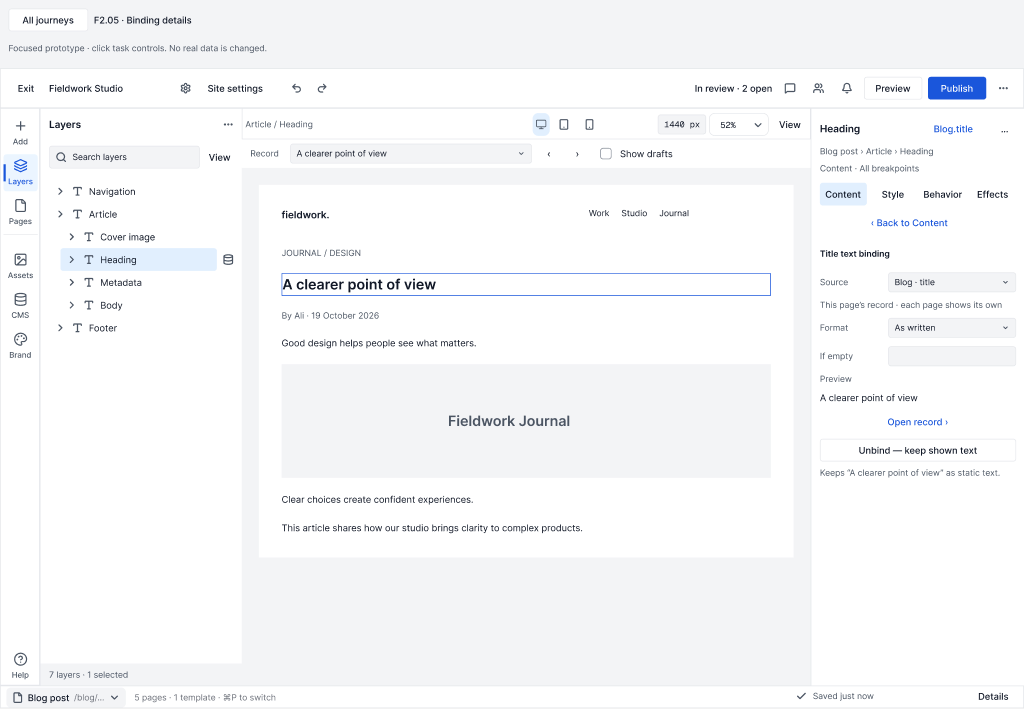 All journeys
F2.05 · Binding details
Focused prototype · click task controls. No real data is changed.
Exit
Fieldwork Studio
Site settings
In review · 2 open
Preview
Publish
Add
Layers
Pages
Assets
CMS
Brand
Help
Layers
Search layers
View
Navigation
Article
Cover image
Heading
Metadata
Body
Footer
7 layers · 1 selected
Article / Heading
1440 px
52%
View
Record
A clearer point of view
Show drafts
fieldwork.
Work
Studio
Journal
JOURNAL / DESIGN
A clearer point of view
By Ali · 19 October 2026
Good design helps people see what matters.
Fieldwork Journal
Clear choices create confident experiences.
This article shares how our studio brings clarity to complex products.
Heading
Blog.title
...
Blog post › Article › Heading
Content · All breakpoints
Content
Style
Behavior
Effects
‹ Back to Content
Title text binding
Source
Blog · title
This page's record · each page shows its own
Format
As written
If empty
Preview
A clearer point of view
Open record ›
Unbind — keep shown text
Keeps “A clearer point of view” as static text.
Blog post
/blog/...
5 pages · 1 template · ⌘P to switch
Saved just now
Details